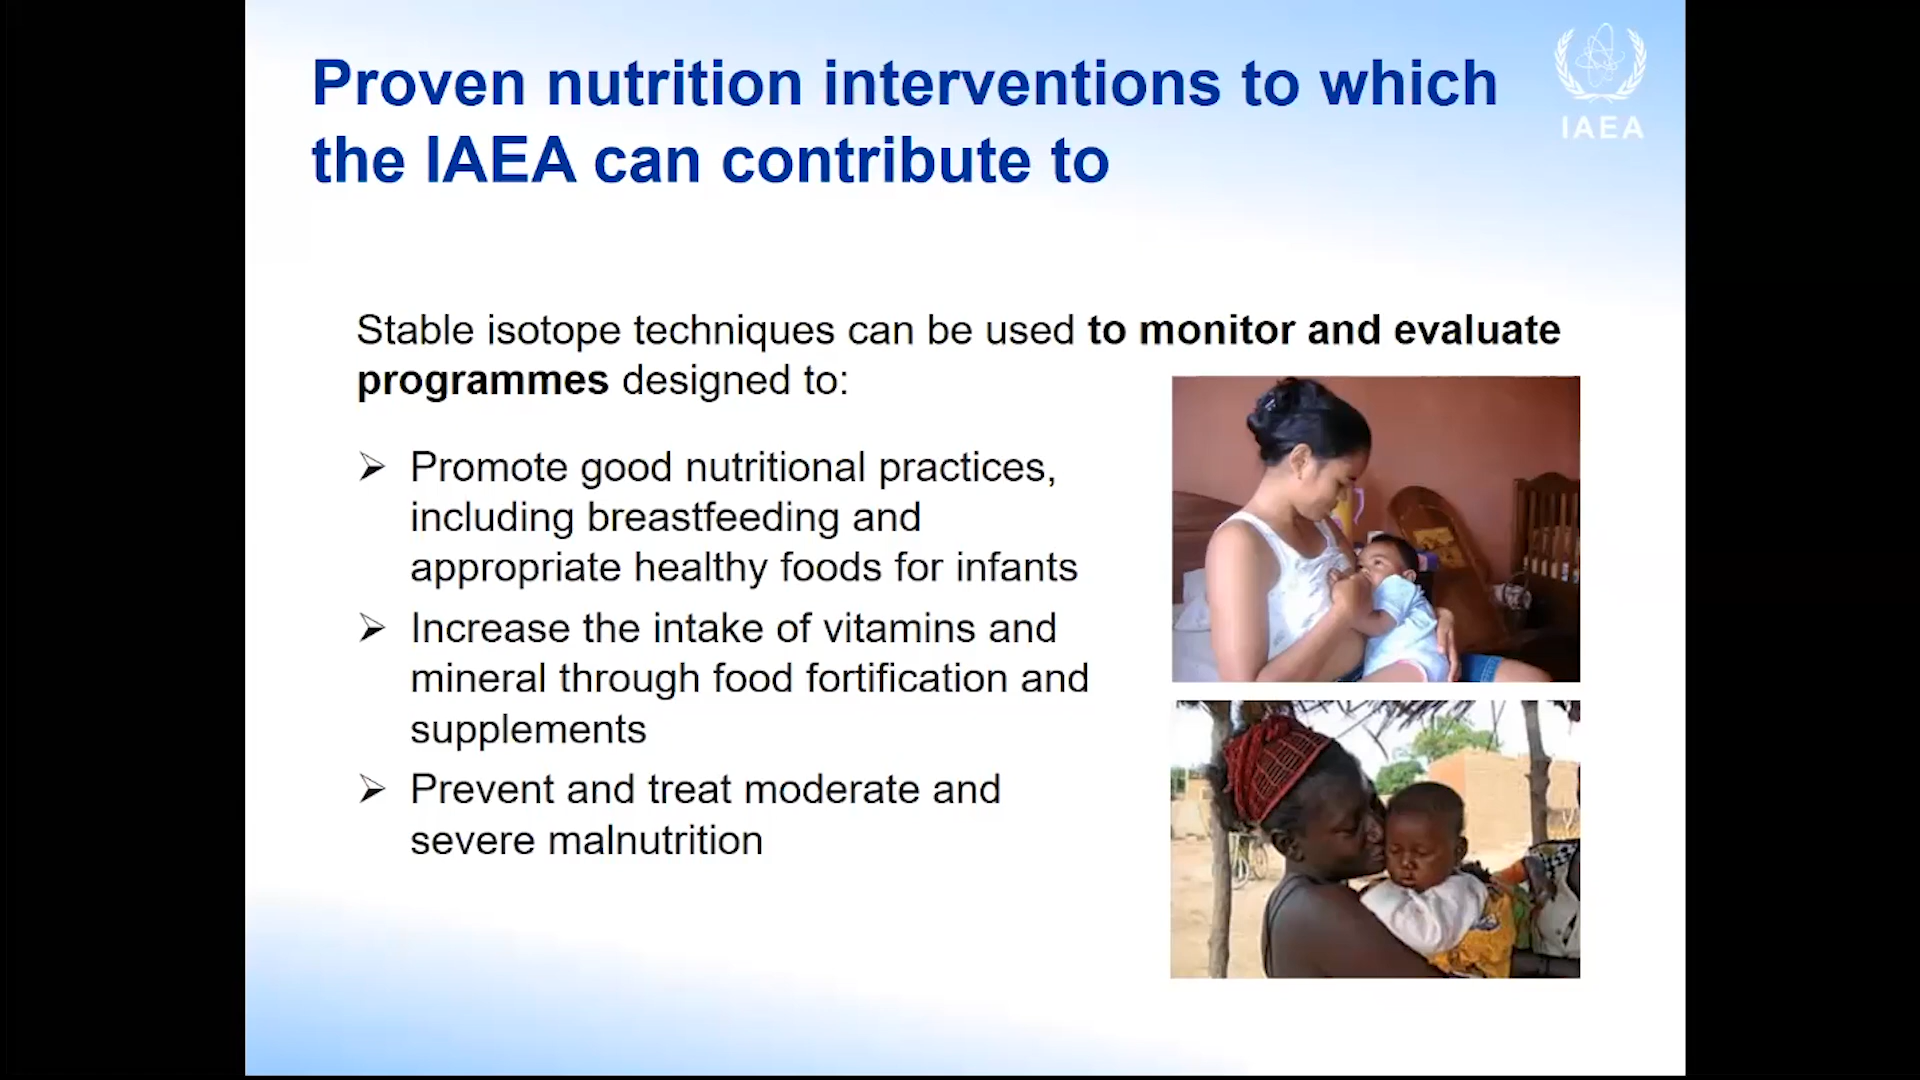 Proven nutrition interventions to which
the IAEA can contribute to
IAEA
Stable isotope techniques can be used to monitor and evaluate
programmes designed to:
➢ Promote good nutritional practices,
including breastfeeding and
appropriate healthy foods for infants
➢ Increase the intake of vitamins and
mineral through food fortification and
supplements
➢ Prevent and treat moderate and
severe malnutrition